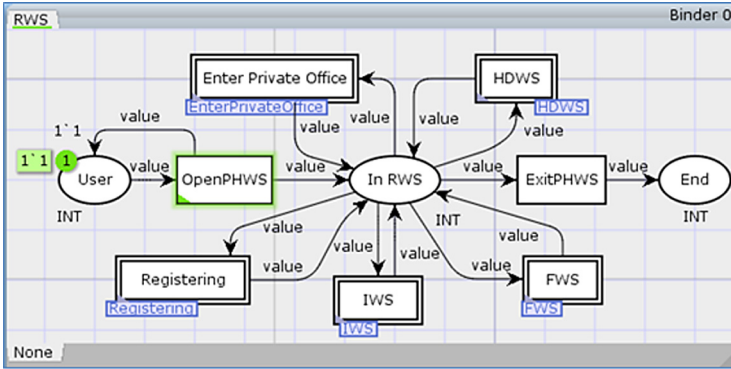 RWS
Binder 0
Enter Private Office
EnterPrivateOffice
HDWS
HDWS
value
value
value
value
value
1`1
1`1
1
User
INT
value
OpenPHWS
value
In RWS
INT
value
ExitPHWS
value
End
INT
value
value
value
value
value
value
Registering
Registering
IWS
IWS
FWS
FWS
None